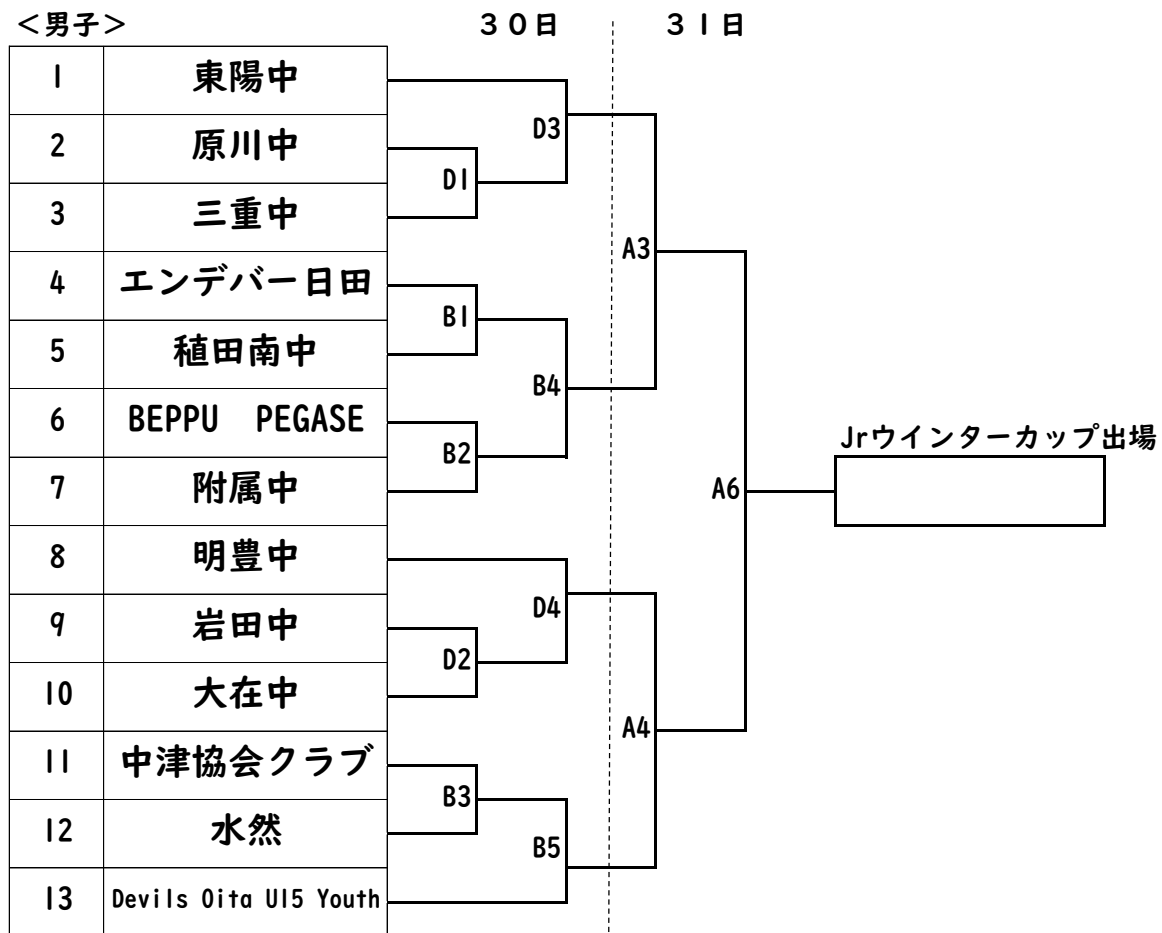 ＜男子＞ ３０日 ３１日
1 東陽中
D3
2 原川中
D1
3 三重中
A3
4 エンデバー日田
B1
5 稙田南中
B4
6 BEPPU　PEGASE
Jrウインターカップ出場
B2
7 附属中
A6
8 明豊中
D4
9 岩田中
D2
10 大在中
A4
11 中津協会クラブ
B3
12 水然
B5
13 Devils Oita U15 Youth